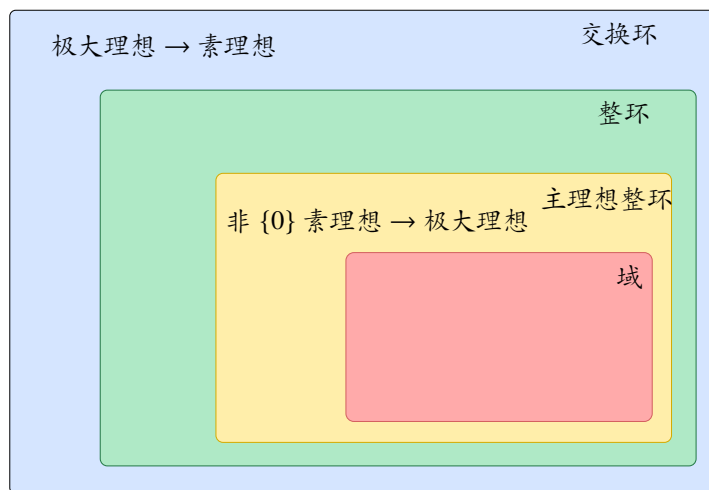 交换环
极大理想 → 素理想
整环
主理想整环
非 {0} 素理想 → 极大理想
域